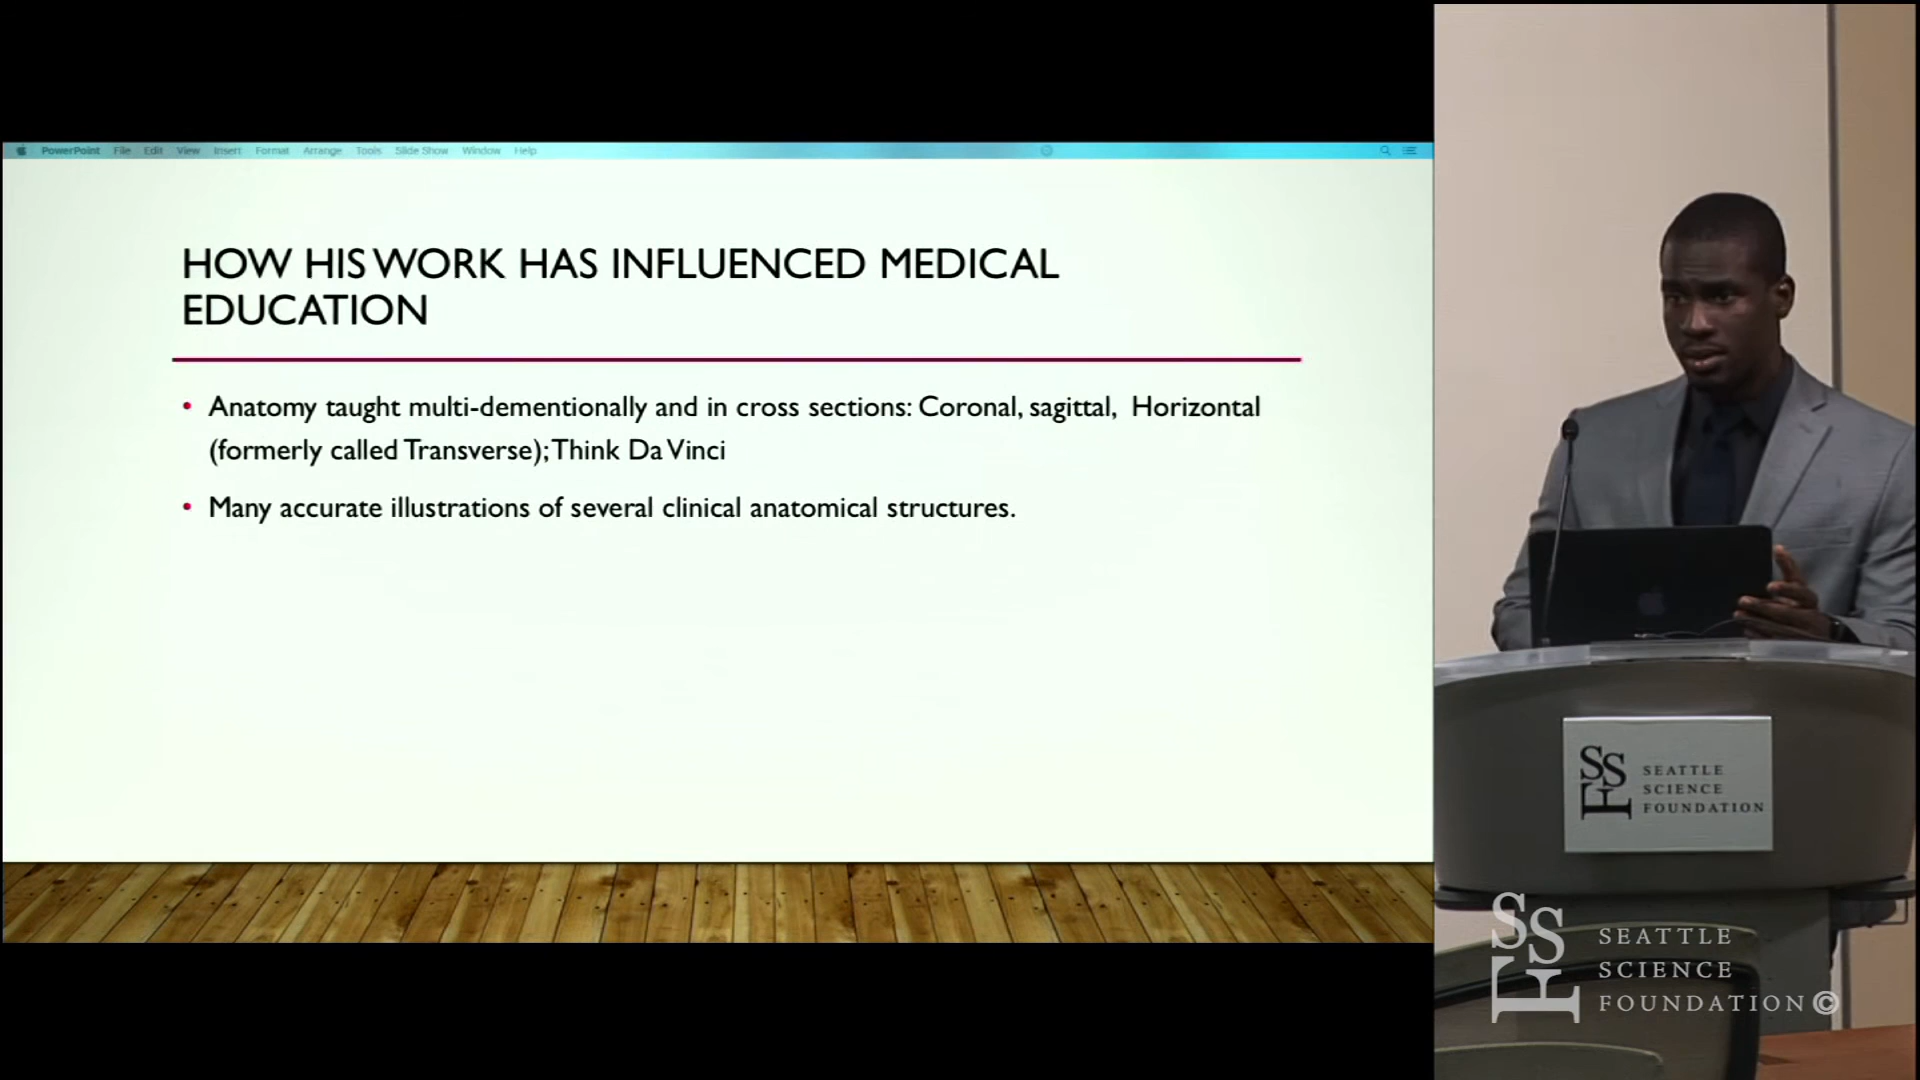 PowerPoint File Edit View Insert Format Arrange Tools Slide Show Window Help
HOW HIS WORK HAS INFLUENCED MEDICAL
EDUCATION
• Anatomy taught multi-dementionally and in cross sections: Coronal, sagittal, Horizontal
(formerly called Transverse); Think Da Vinci
• Many accurate illustrations of several clinical anatomical structures.
SSF
SEATTLE
SCIENCE
FOUNDATION
SSF
SEATTLE
SCIENCE
FOUNDATION©